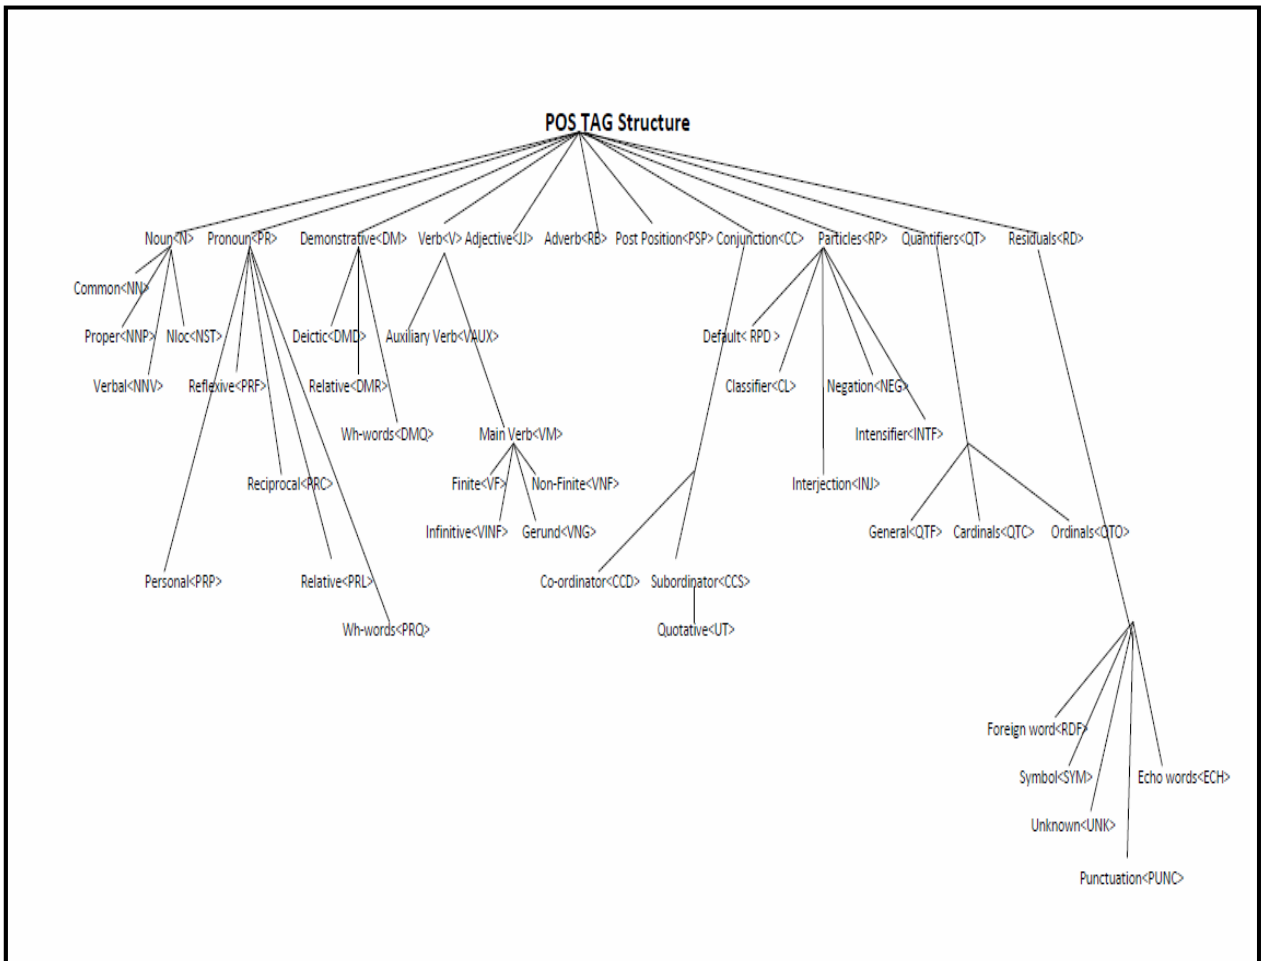 POS TAG Structure
Noun<N> Pronoun<PR> Demonstrative<DM> Verb<V> Adjective<JJ> Adverb<RB> Post Position<PSP> Conjunction<CC> Particles<RP> Quantifiers<QT> Residuals<RD>
Common<NN>
Proper<NNP> Nloc<NST> Deictic<DMD> Auxiliary Verb<VAUX> Default< RPD >
Verbal<NNV> Reflexive<PRF> Relative<DMR> Classifier<CL> Negation<NEG>
Wh-words<DMQ> Main Verb<VM> Intensifier<INTF>
Reciprocal<PRC> Finite<VF> Non-Finite<VNF> Interjection<INJ>
Infinitive<VINF> Gerund<VNG> General<QTF> Cardinals<QTC> Ordinals<QTO>
Personal<PRP> Relative<PRL> Co-ordinator<CCD> Subordinator<CCS>
Wh-words<PRQ> Quotative<UT>
Foreign word<RDF>
Symbol<SYM> Echo words<ECH>
Unknown<UNK>
Punctuation<PUNC>